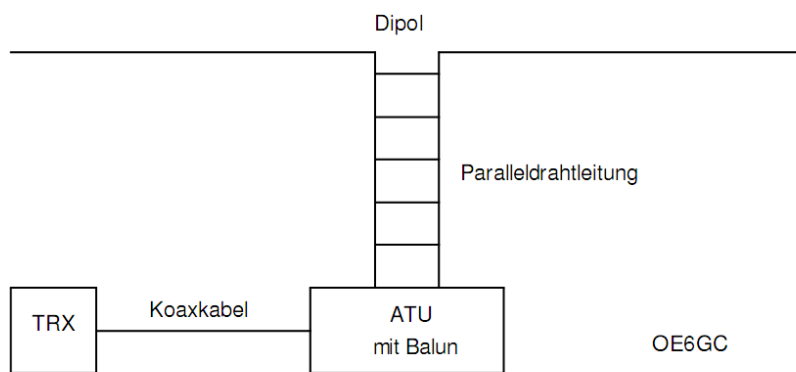 Dipol
Paralleldrahtleitung
Koaxkabel
TRX
ATU
mit Balun
OE6GC